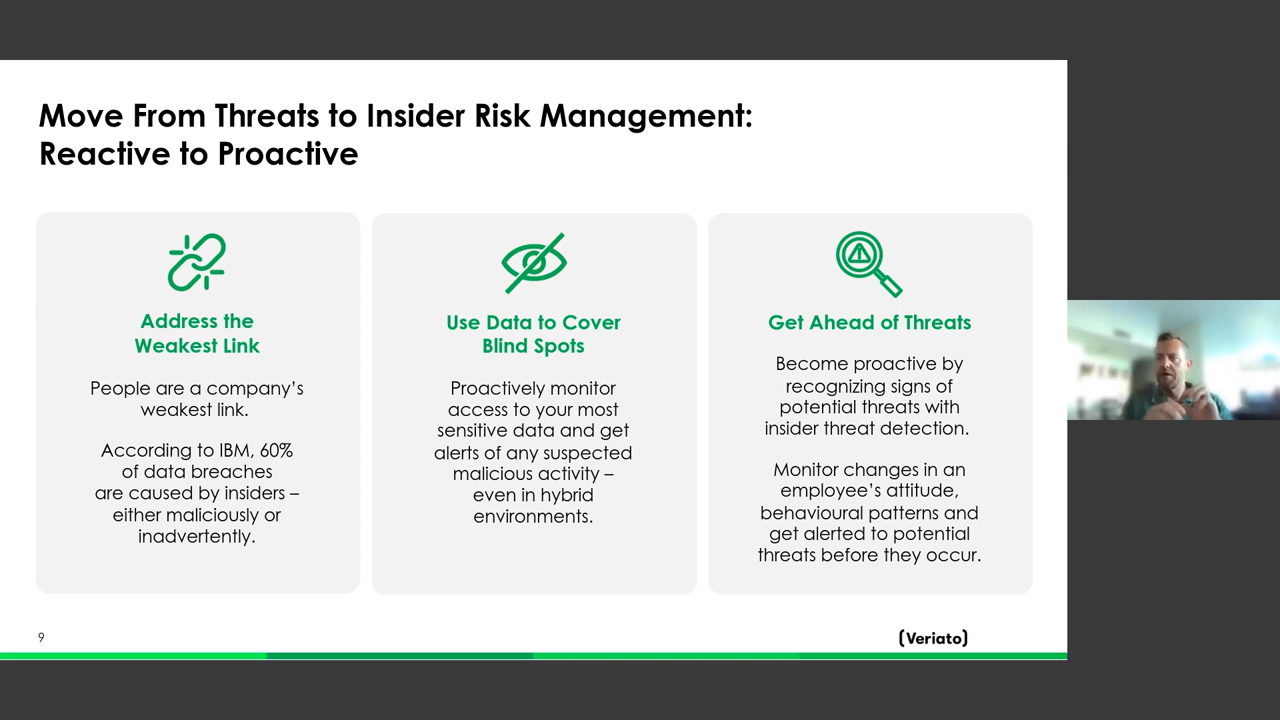 Move From Threats to Insider Risk Management:
Reactive to Proactive
Address the
Weakest Link
People are a company’s
weakest link.
According to IBM, 60%
of data breaches
are caused by insiders –
either maliciously or
inadvertently.
Use Data to Cover
Blind Spots
Proactively monitor
access to your most
sensitive data and get
alerts of any suspected
malicious activity –
even in hybrid
environments.
Get Ahead of Threats
Become proactive by
recognizing signs of
potential threats with
insider threat detection.
Monitor changes in an
employee’s attitude,
behavioural patterns and
get alerted to potential
threats before they occur.
9
(Veriato)